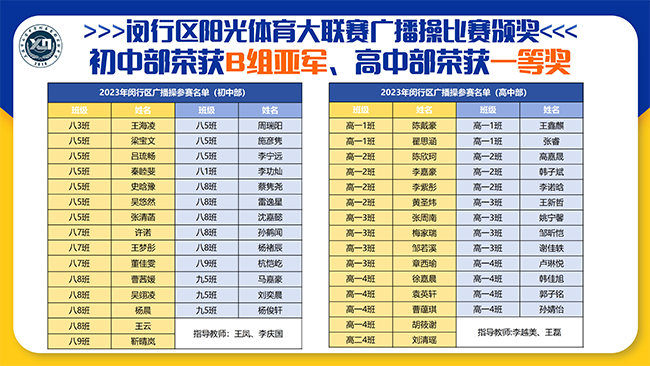 >>>闵行区阳光体育大联赛广播操比赛颁奖<<<
初中部荣获B组亚军、高中部荣获一等奖
2023年闵行区广播操参赛名单（初中部）
班级 姓名 班级 姓名
八3班 王海凌 八5班 周瑞阳
八5班 梁宝文 八5班 施彦隽
八5班 吕琉畅 八5班 李宁远
八5班 秦崚斐 八1班 李功灿
八5班 史晗豫 八8班 蔡隽尧
八5班 吴悠然 八8班 雷逸星
八5班 张清菡 八8班 沈嘉懿
八7班 许诺 八8班 孙鹤闻
八7班 王梦彤 八8班 杨褚辰
八7班 董佳雯 八9班 杭恺屹
八8班 曹茜媛 九5班 马嘉豪
八8班 吴翊凌 九5班 刘奕晨
八8班 杨晨 九5班 杨俊轩
八8班 王云
八9班 靳晴岚
指导教师：王凤、李庆国
2023年闵行区广播操参赛名单（高中部）
班级 姓名 班级 姓名
高一1班 陈戴豪 高一1班 王鑫麒
高一1班 翟思涵 高一1班 张睿
高一2班 陈欣珂 高一2班 高嘉晟
高一2班 李嘉豪 高一2班 韩子斌
高一2班 李紫彤 高一2班 李诺晗
高一2班 黄圣炜 高一3班 王新哲
高一3班 张周南 高一3班 姚宁馨
高一3班 梅家瑞 高一3班 邹昕恺
高一3班 邹若溪 高一3班 谢佳轶
高一3班 章西瑜 高一4班 卢琳悦
高一4班 徐嘉晨 高一4班 韩佳旭
高一4班 袁英轩 高一4班 郭子铭
高一4班 曹蕴琪 高一4班 孙婧怡
高一4班 胡筱谢
高二4班 刘清瑶
指导教师:李越美、王磊